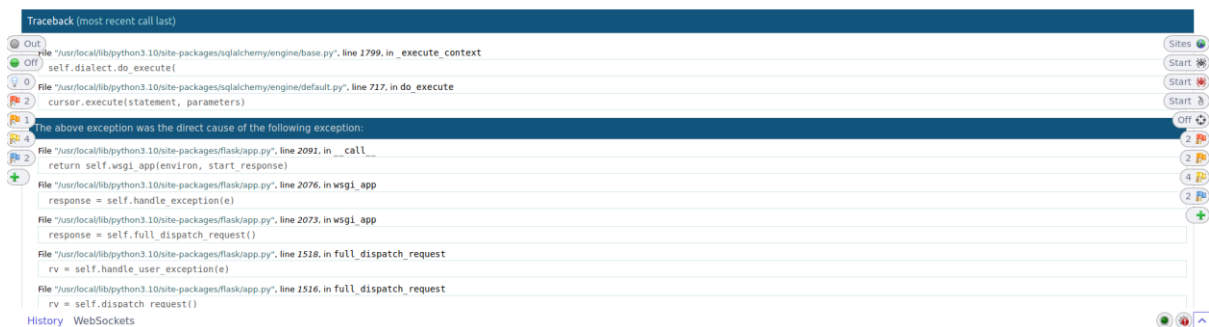 Traceback (most recent call last)
Out
Sites
File "/usr/local/lib/python3.10/site-packages/sqlalchemy/engine/base.py", line 1799, in _execute_context
Off
self.dialect.do_execute(
Start
0
File "/usr/local/lib/python3.10/site-packages/sqlalchemy/engine/default.py", line 717, in do_execute
Start
2
cursor.execute(statement, parameters)
Start
1
The above exception was the direct cause of the following exception:
Off
4
2
2
File "/usr/local/lib/python3.10/site-packages/flask/app.py", line 2091, in __call__
2
return self.wsgi_app(environ, start_response)
2
File "/usr/local/lib/python3.10/site-packages/flask/app.py", line 2076, in wsgi_app
4
response = self.handle_exception(e)
2
File "/usr/local/lib/python3.10/site-packages/flask/app.py", line 2073, in wsgi_app
response = self.full_dispatch_request()
File "/usr/local/lib/python3.10/site-packages/flask/app.py", line 1518, in full_dispatch_request
rv = self.handle_user_exception(e)
File "/usr/local/lib/python3.10/site-packages/flask/app.py", line 1516, in full_dispatch_request
rv = self.dispatch_request()
History WebSockets